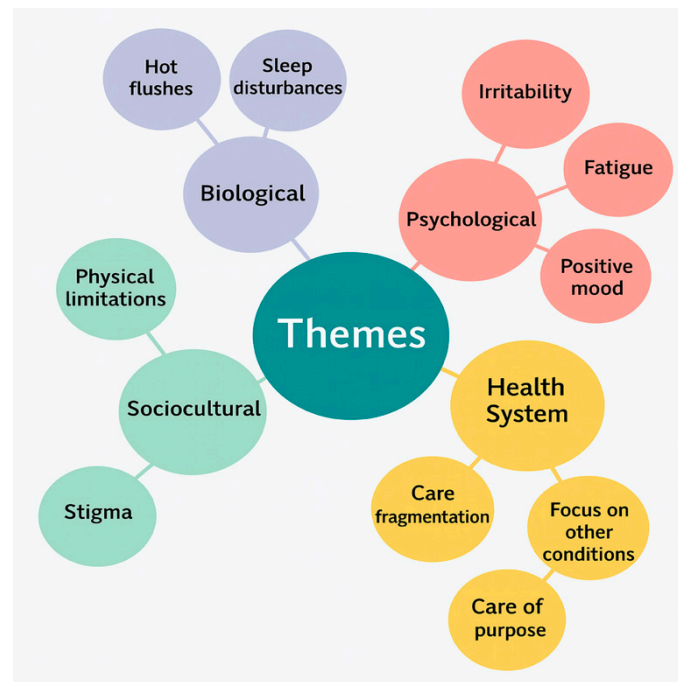 Hot
flushes
Sleep
disturbances
Biological
Irritability
Fatigue
Psychological
Positive
mood
Physical
limitations
Themes
Sociocultural
Stigma
Health
System
Care
fragmentation
Focus on
other
conditions
Care of
purpose